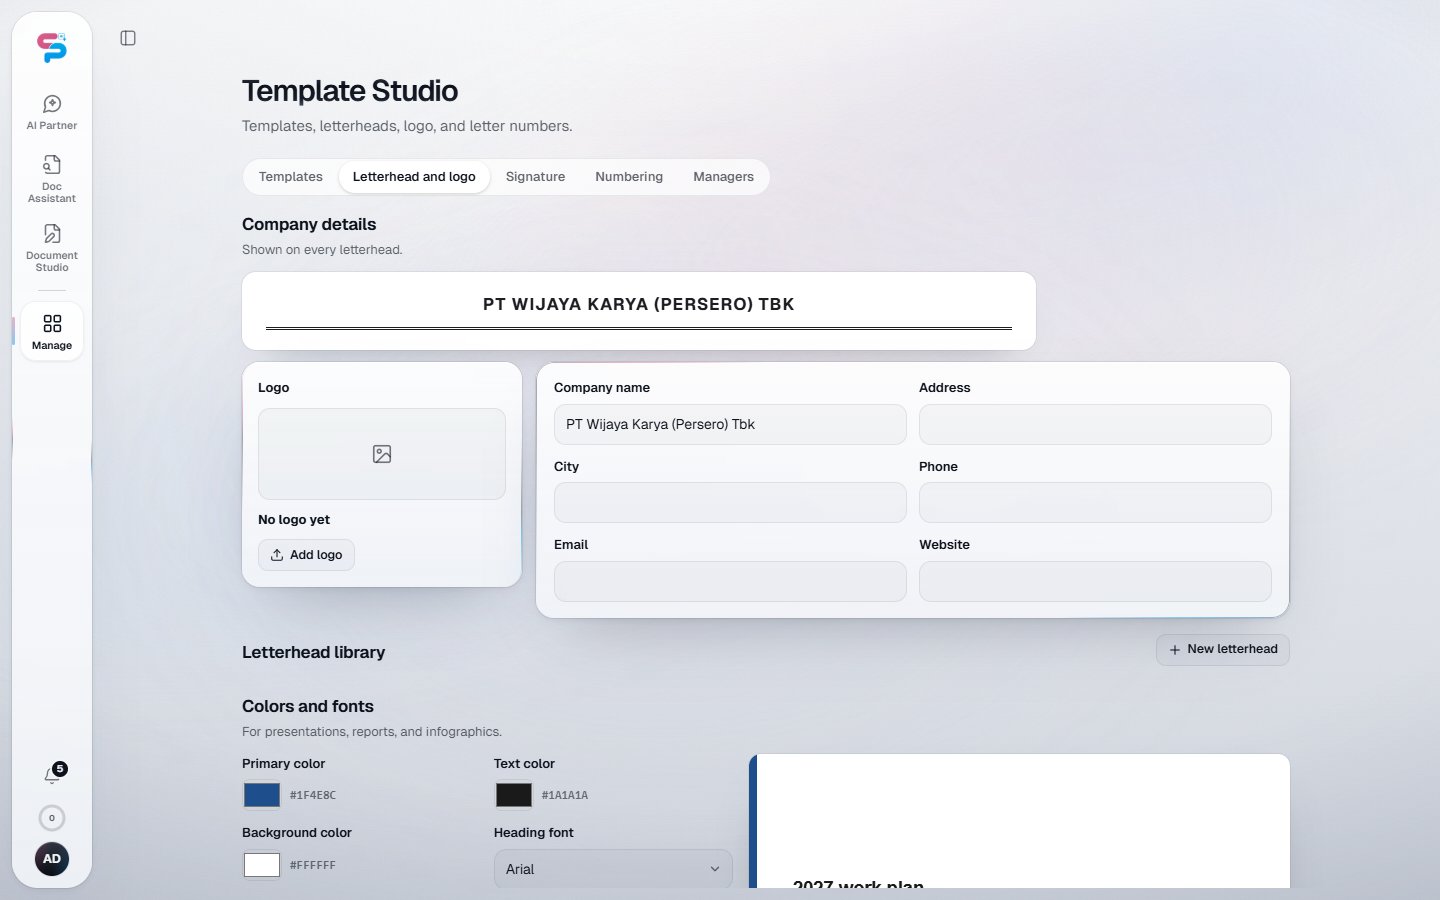 AI Partner
Doc
Assistant
Document
Studio
Manage
5
0
AD
Template Studio
Templates, letterheads, logo, and letter numbers.
Templates
Letterhead and logo
Signature
Numbering
Managers
Company details
Shown on every letterhead.
PT WIJAYA KARYA (PERSERO) TBK
Logo
No logo yet
Add logo
Company name
Address
PT Wijaya Karya (Persero) Tbk
City
Phone
Email
Website
Letterhead library
New letterhead
Colors and fonts
For presentations, reports, and infographics.
Primary color
Text color
#1F4E8C
#1A1A1A
Background color
Heading font
#FFFFFF
Arial
2027 work plan